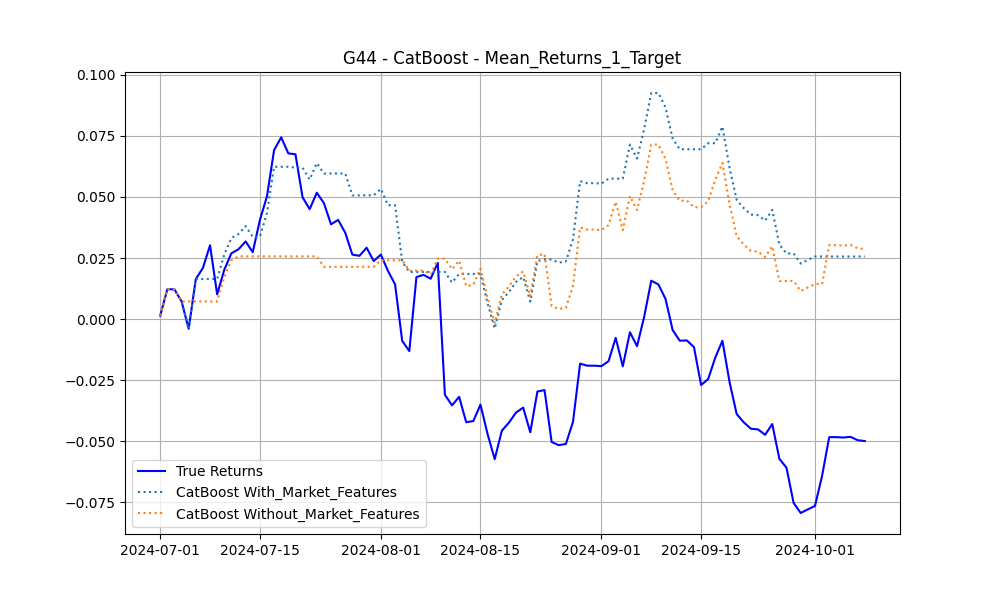 G44 - CatBoost - Mean_Returns_1_Target
0.100
0.075
0.050
0.025
0.000
−0.025
−0.050
−0.075
True Returns
CatBoost With_Market_Features
CatBoost Without_Market_Features
2024-07-01 2024-07-15 2024-08-01 2024-08-15 2024-09-01 2024-09-15 2024-10-01